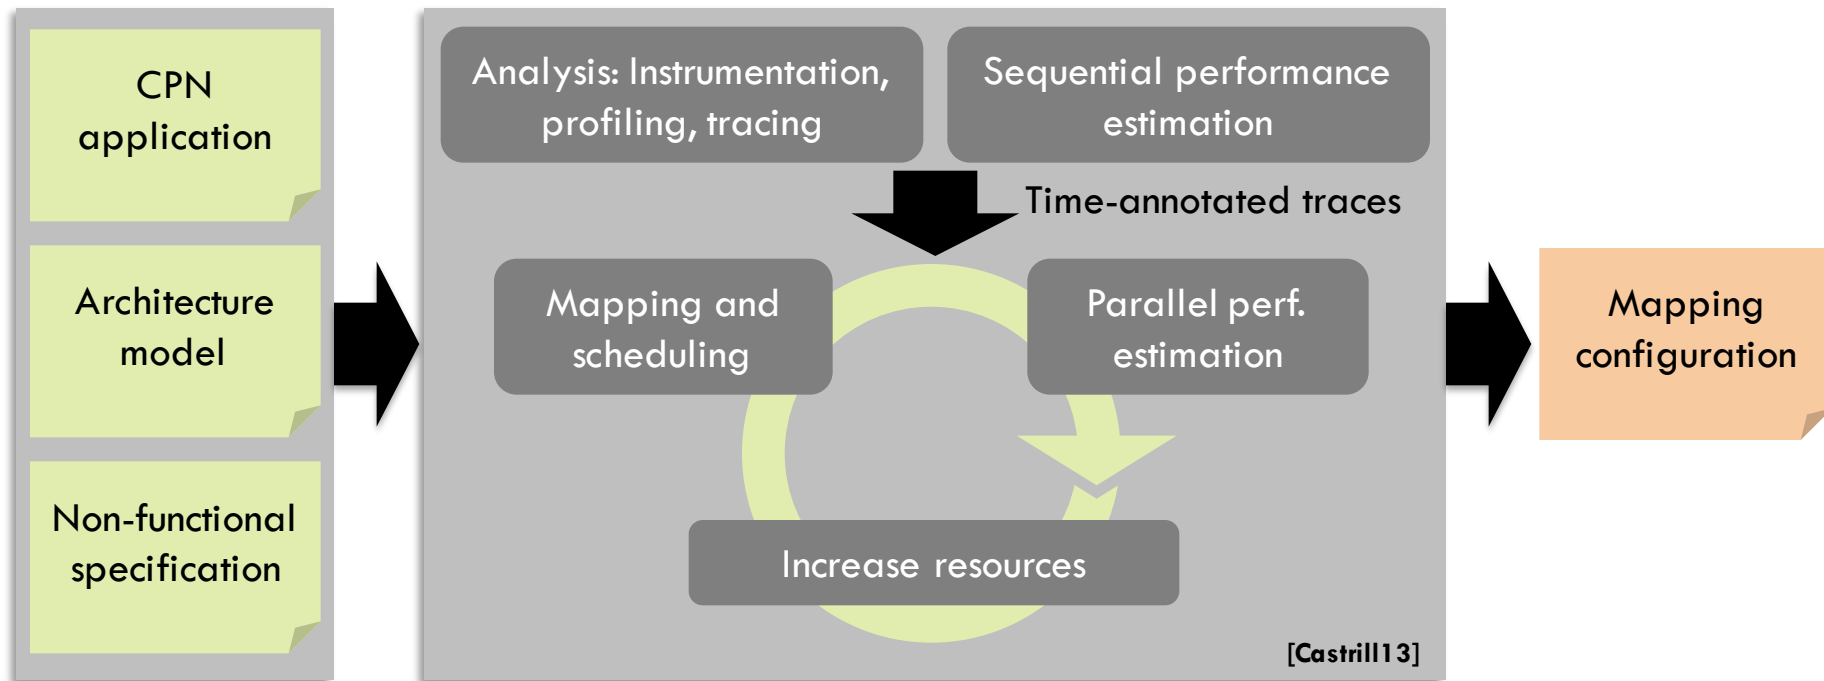 CPN
application
Architecture
model
Non-functional
specification
Analysis: Instrumentation,
profiling, tracing
Sequential performance
estimation
Time-annotated traces
Mapping and
scheduling
Parallel perf.
estimation
Increase resources
[Castrill13]
Mapping
configuration